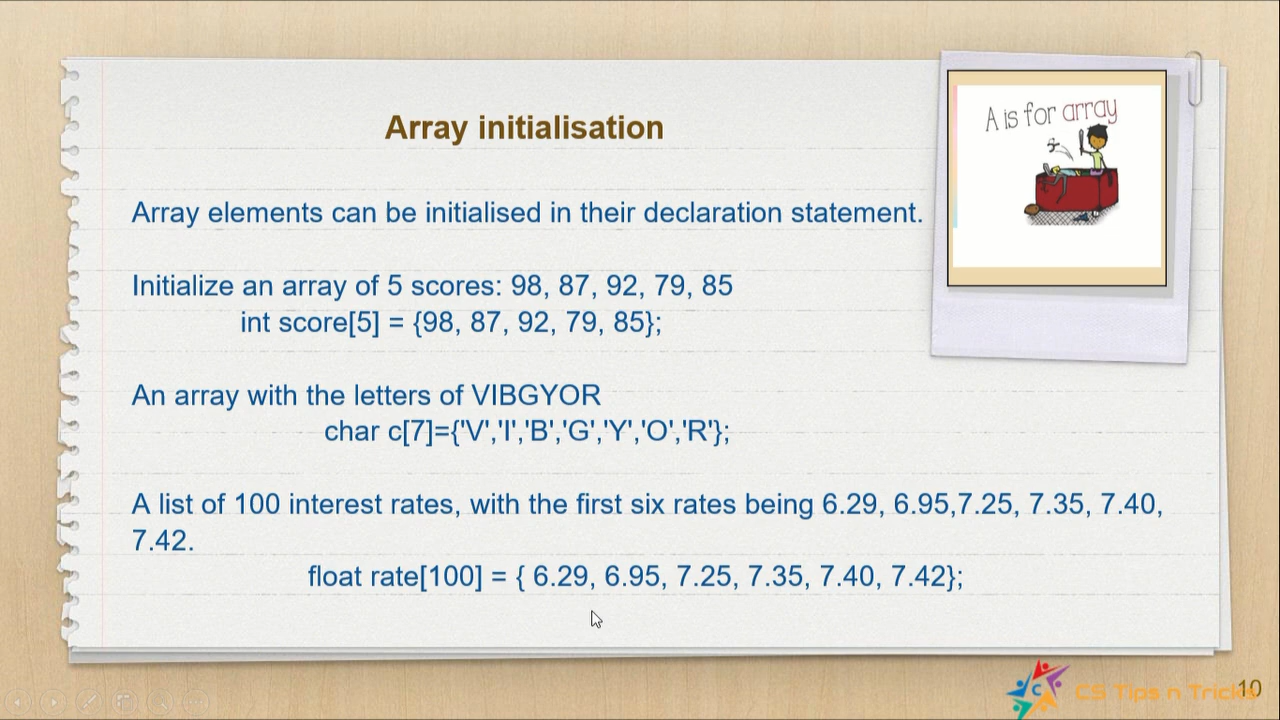 Array initialisation
A is for array
Array elements can be initialised in their declaration statement.
Initialize an array of 5 scores: 98, 87, 92, 79, 85
int score[5] = {98, 87, 92, 79, 85};
An array with the letters of VIBGYOR
char c[7]={'V','I','B','G','Y','O','R'};
A list of 100 interest rates, with the first six rates being 6.29, 6.95,7.25, 7.35, 7.40,
7.42.
float rate[100] = { 6.29, 6.95, 7.25, 7.35, 7.40, 7.42};
C CS Tips n Tricks
10